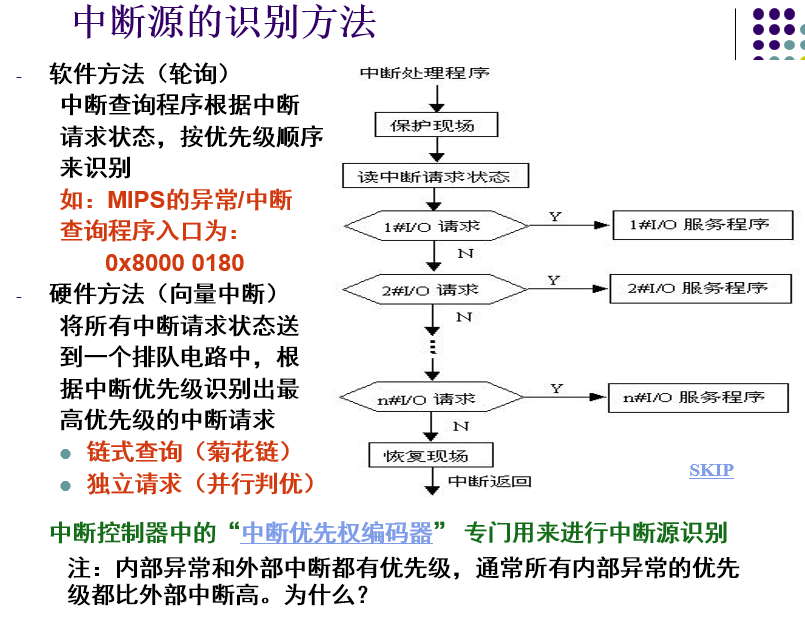 中断源的识别方法
- 软件方法（轮询）
中断查询程序根据中断
请求状态，按优先级顺序
来识别
如：MIPS的异常/中断
查询程序入口为：
0x8000 0180
- 硬件方法（向量中断）
将所有中断请求状态送
到一个排队电路中，根
据中断优先级识别出最
高优先级的中断请求
● 链式查询（菊花链）
● 独立请求（并行判优）
中断处理程序
保护现场
读中断请求状态
1#I/O 请求
Y
1#I/O 服务程序
N
2#I/O 请求
Y
2#I/O 服务程序
N
n#I/O 请求
Y
n#I/O 服务程序
N
恢复现场
中断返回
SKIP
中断控制器中的“中断优先权编码器” 专门用来进行中断源识别
注：内部异常和外部中断都有优先级，通常所有内部异常的优先
级都比外部中断高。为什么？